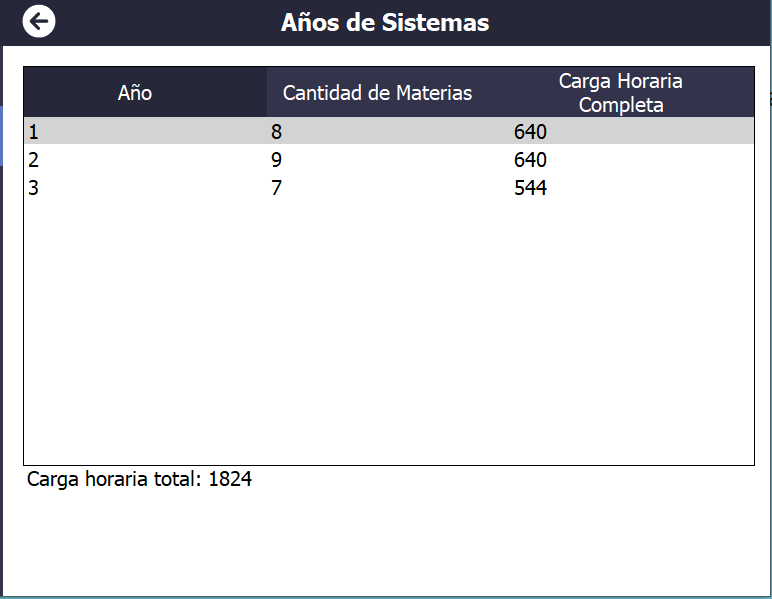 Años de Sistemas
Año Cantidad de Materias Carga Horaria
Completa
1 8 640
2 9 640
3 7 544
Carga horaria total: 1824